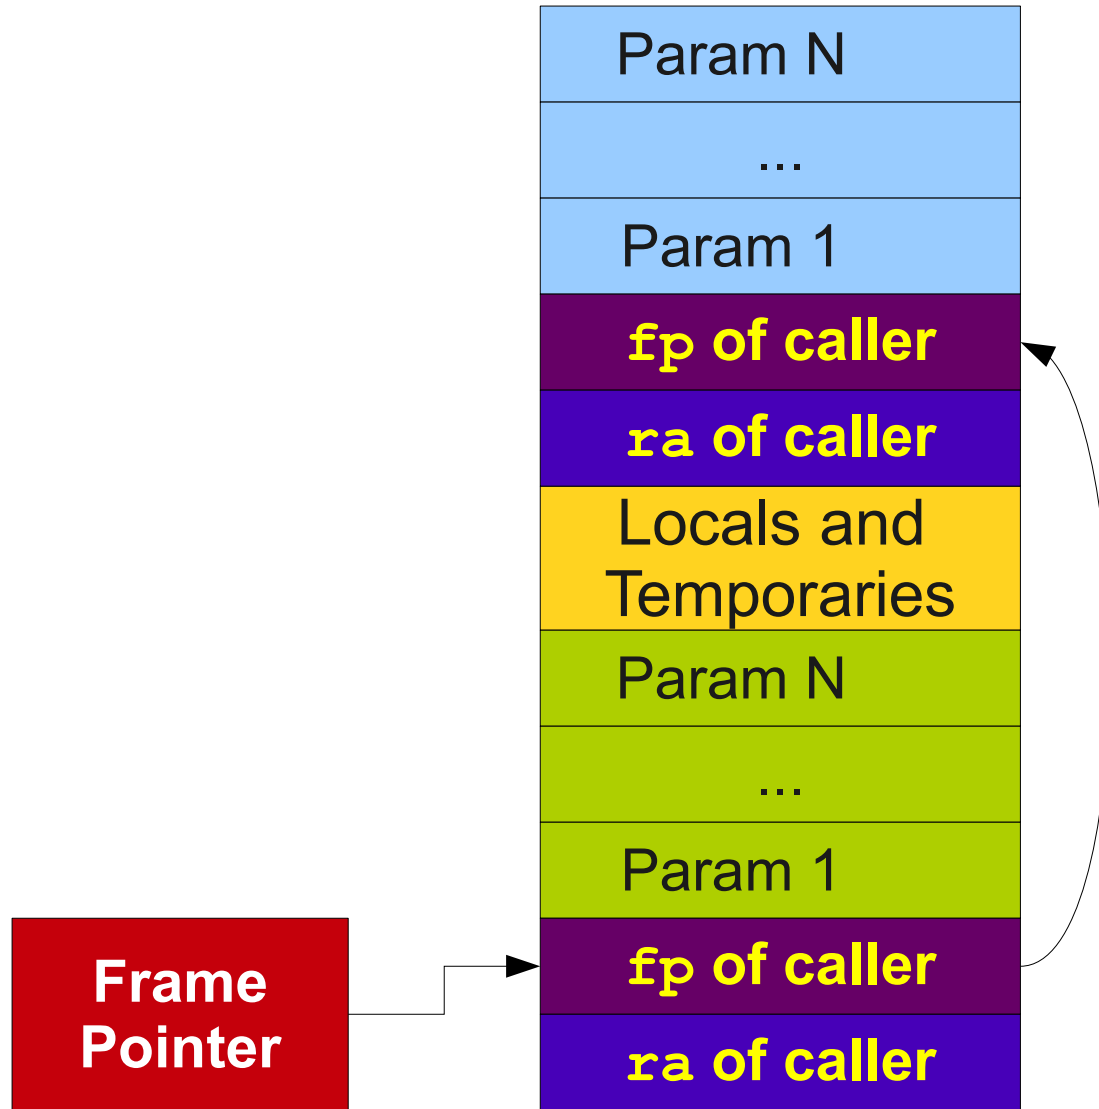 Param N
...
Param 1
fp of caller
ra of caller
Locals and
Temporaries
Param N
...
Param 1
Frame
Pointer
fp of caller
ra of caller